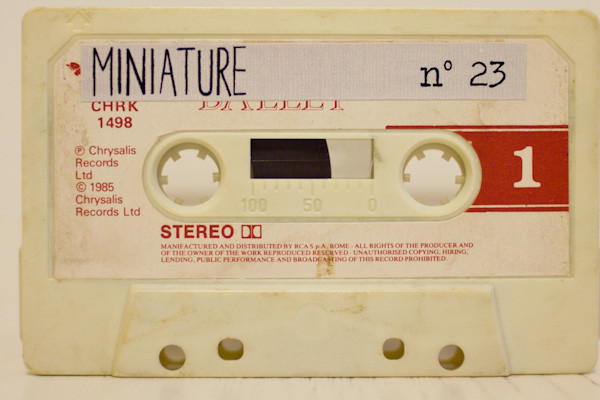 MINIATURE n° 23
CHRK
1498
℗ Chrysalis
Records
Ltd
© 1985
Chrysalis
Records Ltd
1
100 50 0
STEREO
MANUFACTURED AND DISTRIBUTED BY RCA S.p.A. ROME - ALL RIGHTS OF THE PRODUCER AND
OF THE OWNER OF THE WORK REPRODUCED RESERVED - UNAUTHORISED COPYING, HIRING,
LENDING, PUBLIC PERFORMANCE AND BROADCASTING OF THIS RECORD PROHIBITED.